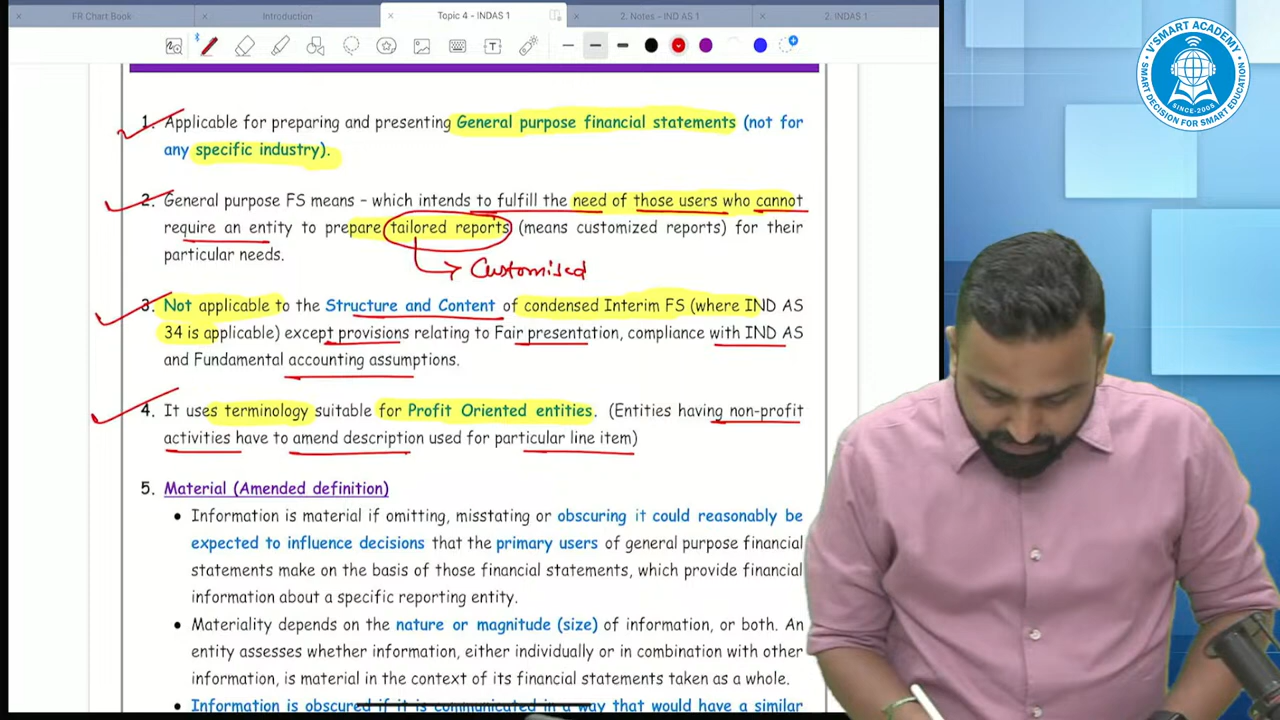 FR Chart Book
Introduction
Topic 4 - INDAS 1
2. Notes - IND AS 1
2. INDAS 1
1. Applicable for preparing and presenting General purpose financial statements (not for
any specific industry).
2. General purpose FS means – which intends to fulfill the need of those users who cannot
require an entity to prepare tailored reports (means customized reports) for their
particular needs.
Customised
3. Not applicable to the Structure and Content of condensed Interim FS (where IND AS
34 is applicable) except provisions relating to Fair presentation, compliance with IND AS
and Fundamental accounting assumptions.
4. It uses terminology suitable for Profit Oriented entities. (Entities having non-profit
activities have to amend description used for particular line item)
5. Material (Amended definition)
• Information is material if omitting, misstating or obscuring it could reasonably be
expected to influence decisions that the primary users of general purpose financial
statements make on the basis of those financial statements, which provide financial
information about a specific reporting entity.
• Materiality depends on the nature or magnitude (size) of information, or both. An
entity assesses whether information, either individually or in combination with other
information, is material in the context of its financial statements taken as a whole.
• Information is obscured if it is communicated in a way that would have a similar
V'SMART ACADEMY
SMART DECISION FOR SMART EDUCATION
SINCE-2005